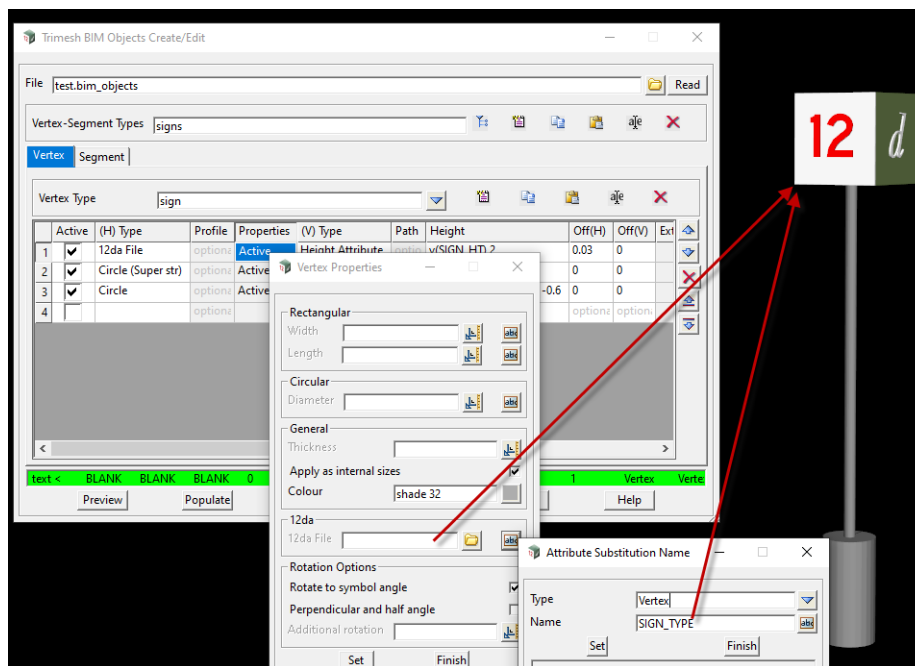 Trimesh BIM Objects Create/Edit
File test.bim_objects Read
Vertex-Segment Types signs
Vertex Segment
Vertex Type sign
Active (H) Type Profile Properties (V) Type Path Height Off(H) Off(V) Ext
1 12da File optiona Active Height Attribute optio v(SIGN_HT) 2 0.03 0
2 Circle (Super str) optiona Active 0 0
3 Circle optiona Active -0.6 0 0
4 optiona optiona option
text < BLANK BLANK BLANK 0 1 Vertex Verte
Preview Populate Help
Vertex Properties
Rectangular
Width
Length
Circular
Diameter
General
Thickness
Apply as internal sizes
Colour shade 32
12da
12da File
Rotation Options
Rotate to symbol angle
Perpendicular and half angle
Additional rotation
Set Finish
Attribute Substitution Name
Type Vertex
Name SIGN_TYPE
Set Finish
12 d